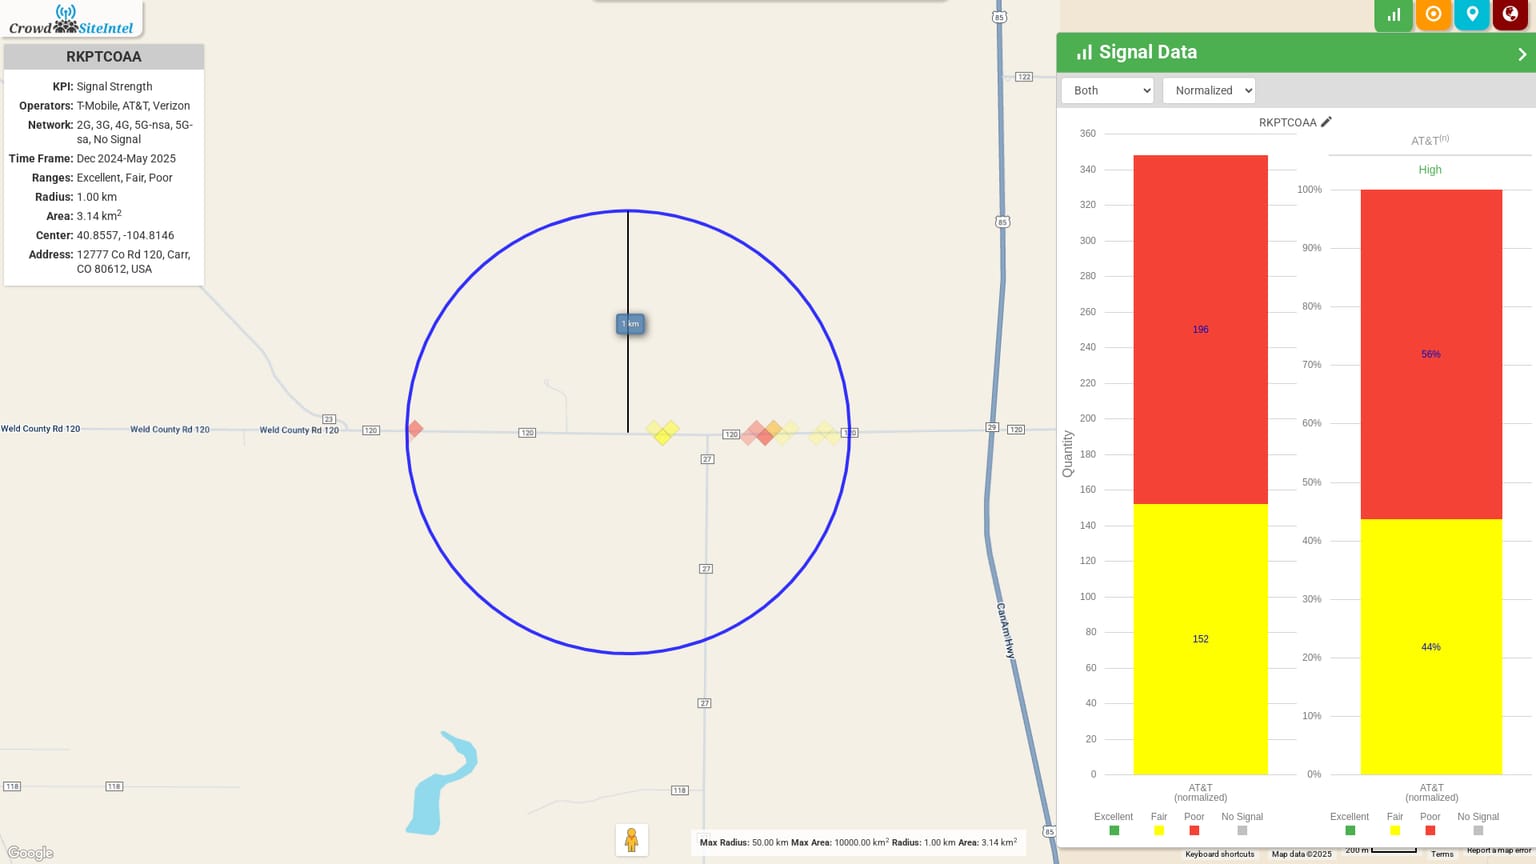 Crowd SiteIntel
RKPTCOAA
KPI: Signal Strength
Operators: T-Mobile, AT&T, Verizon
Network: 2G, 3G, 4G, 5G-nsa, 5G-
sa, No Signal
Time Frame: Dec 2024-May 2025
Ranges: Excellent, Fair, Poor
Radius: 1.00 km
Area: 3.14 km²
Center: 40.8557, -104.8146
Address: 12777 Co Rd 120, Carr,
CO 80612, USA
85
122
85
1 km
23
Weld County Rd 120
Weld County Rd 120
Weld County Rd 120
120
120
120
120
29
120
27
27
CanAm Hwy
27
118
118
118
85
Google
Max Radius: 50.00 km Max Area: 10000.00 km² Radius: 1.00 km Area: 3.14 km²
Signal Data
Both
Normalized
RKPTCOAA
Quantity
360
340
320
300
280
260
240
220
200
180
160
140
120
100
80
60
40
20
0
196
152
AT&T
(normalized)
Excellent
Fair
Poor
No Signal
AT&T(n)
High
100%
90%
80%
70%
60%
50%
40%
30%
20%
10%
0%
56%
44%
AT&T
(normalized)
Excellent
Fair
Poor
No Signal
Keyboard shortcuts
Map data ©2025
200 m
Terms
Report a map error